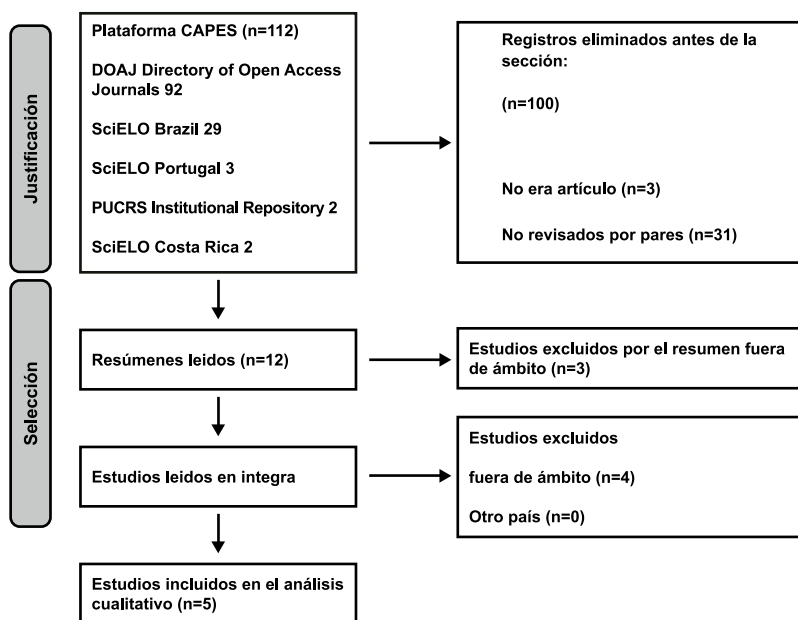 Justificación
Plataforma CAPES (n=112)
DOAJ Directory of Open Access
Journals 92
SciELO Brazil 29
SciELO Portugal 3
PUCRS Institutional Repository 2
SciELO Costa Rica 2
Registros eliminados antes de la
sección:
(n=100)
No era artículo (n=3)
No revisados por pares (n=31)
Selección
Resúmenes leidos (n=12)
Estudios excluidos por el resumen fuera
de ámbito (n=3)
Estudios leidos en integra
Estudios excluidos
fuera de ámbito (n=4)
Otro país (n=0)
Estudios incluidos en el análisis
cualitativo (n=5)